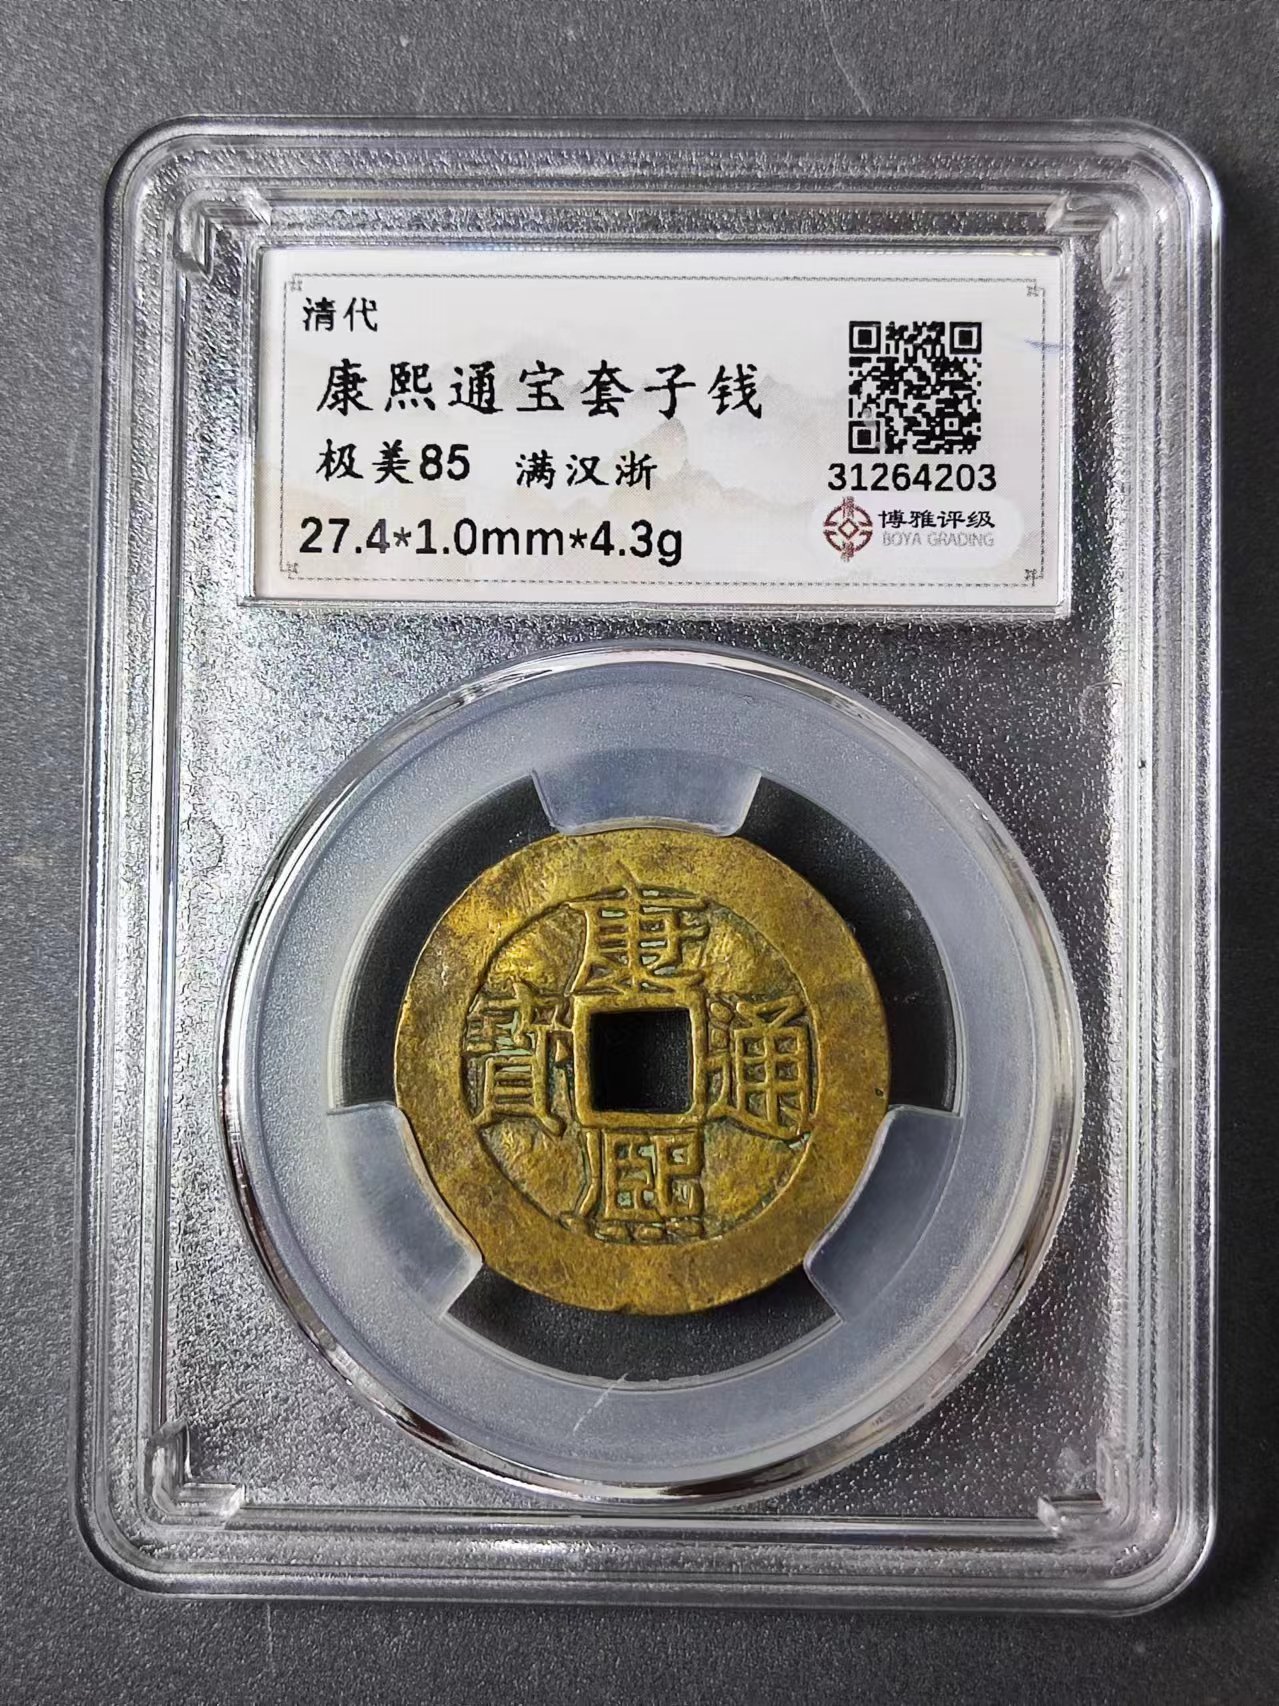 清代
康熙通宝套子钱
极美85 满汉浙
27.4*1.0mm*4.3g
31264203
博雅评级
BOYA GRADING
康
寶 通
熙